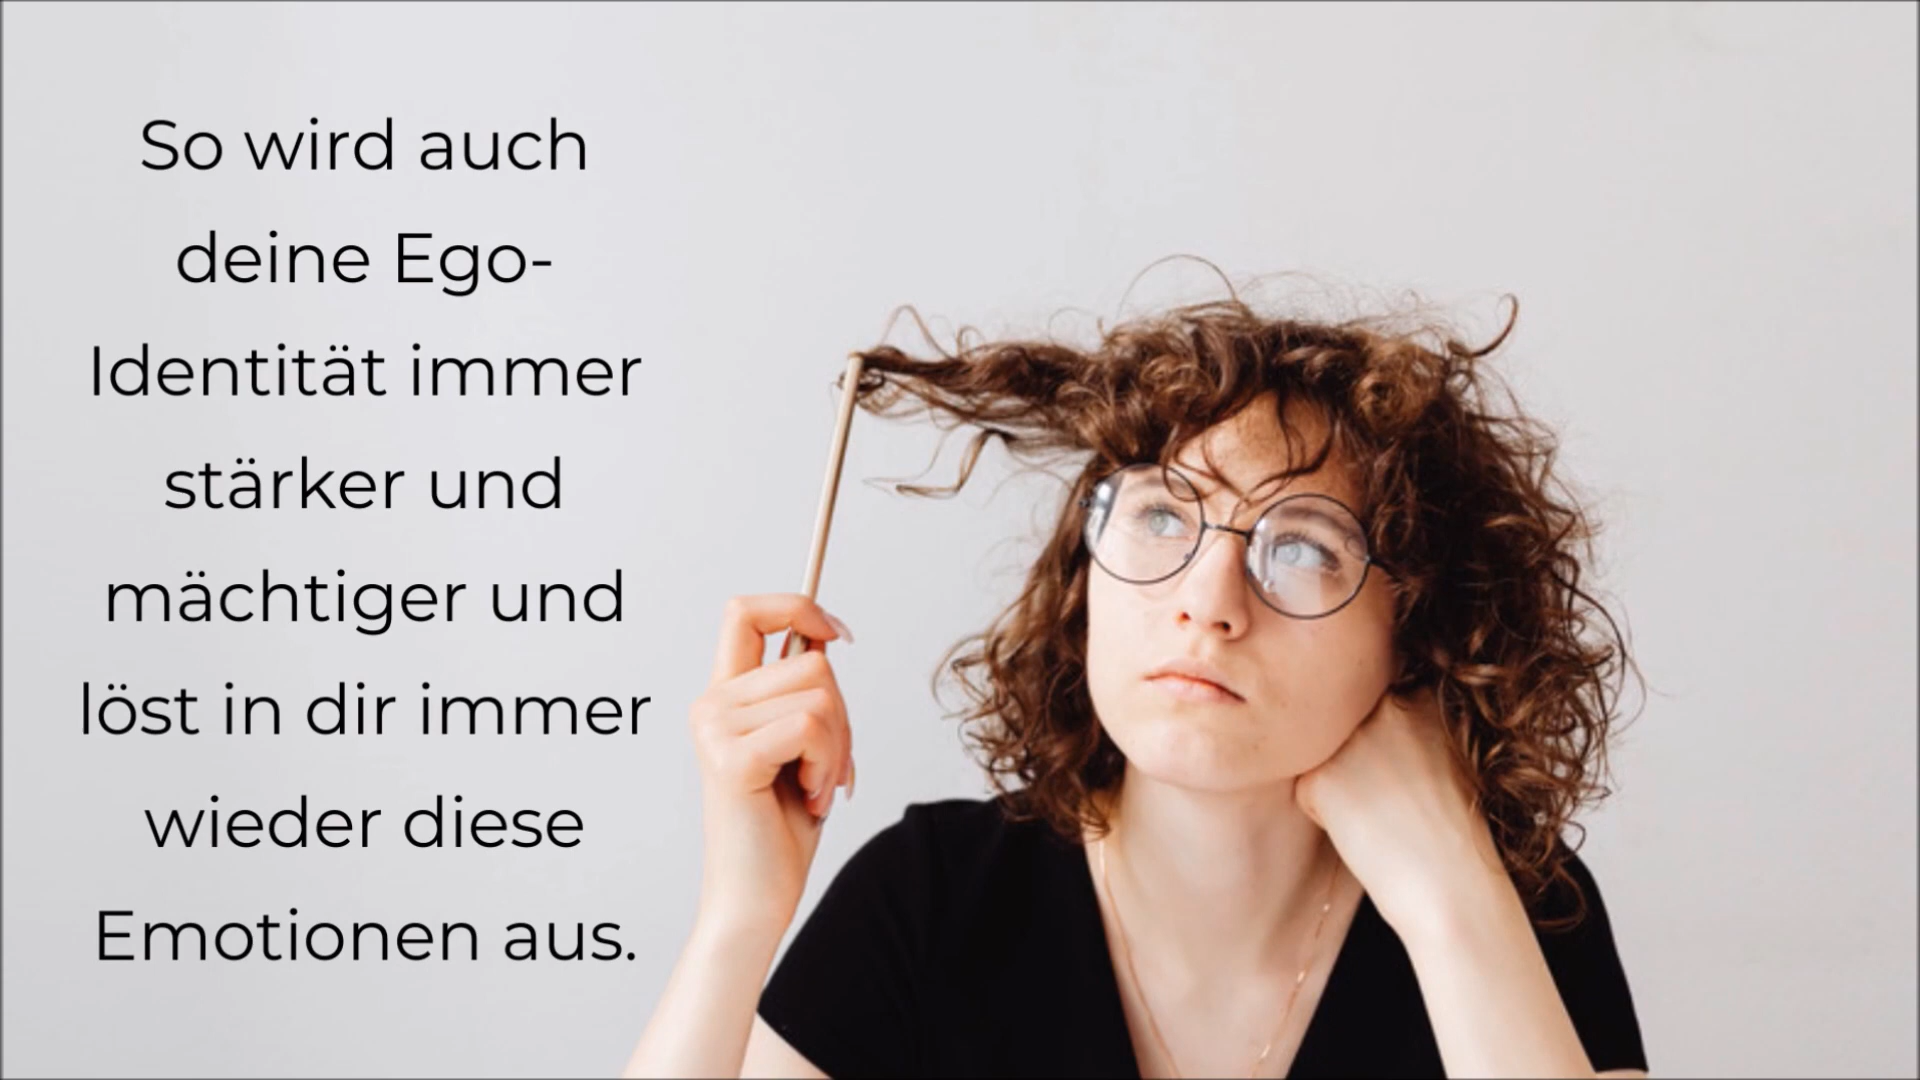 So wird auch
deine Ego-
Identität immer
stärker und
mächtiger und
löst in dir immer
wieder diese
Emotionen aus.